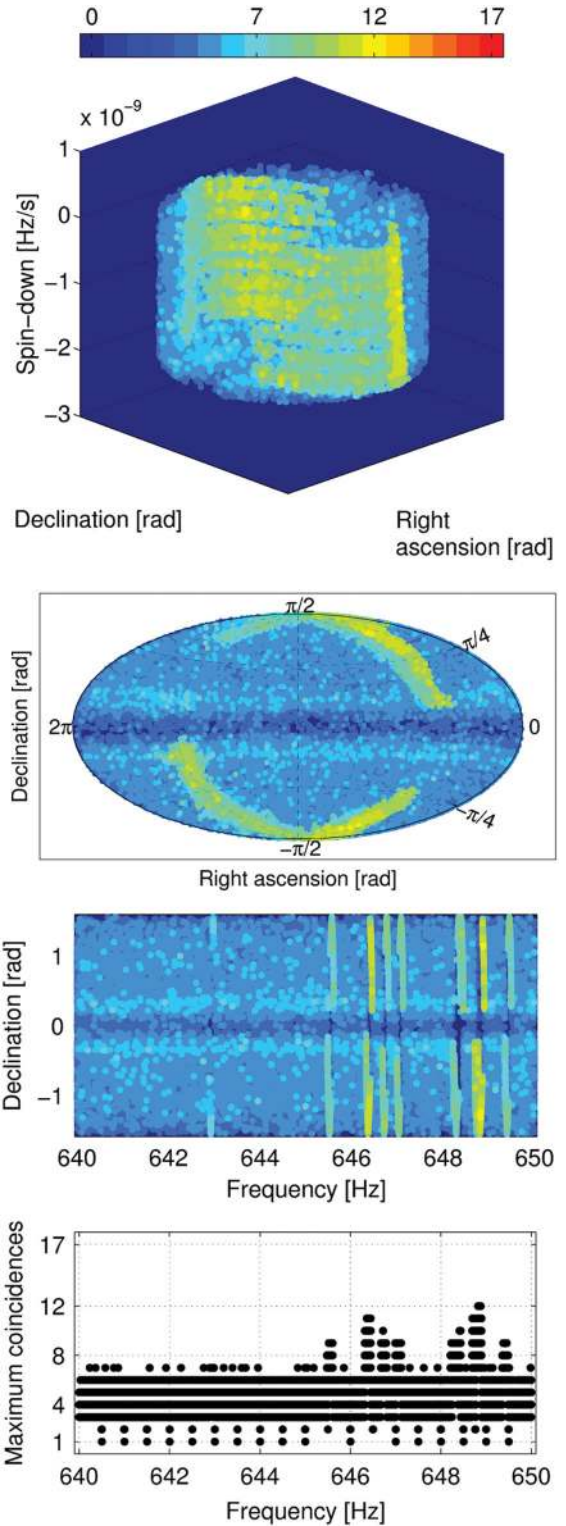 0 7 12 17
x 10⁻⁹
1
0
−1
−2
−3
Spin−down [Hz/s]
Declination [rad]
Right
ascension [rad]
π/2
π/4
2π
0
−π/4
−π/2
Declination [rad]
Right ascension [rad]
1
0
−1
Declination [rad]
640 642 644 646 648 650
Frequency [Hz]
17
12
8
4
1
Maximum coincidences
640 642 644 646 648 650
Frequency [Hz]